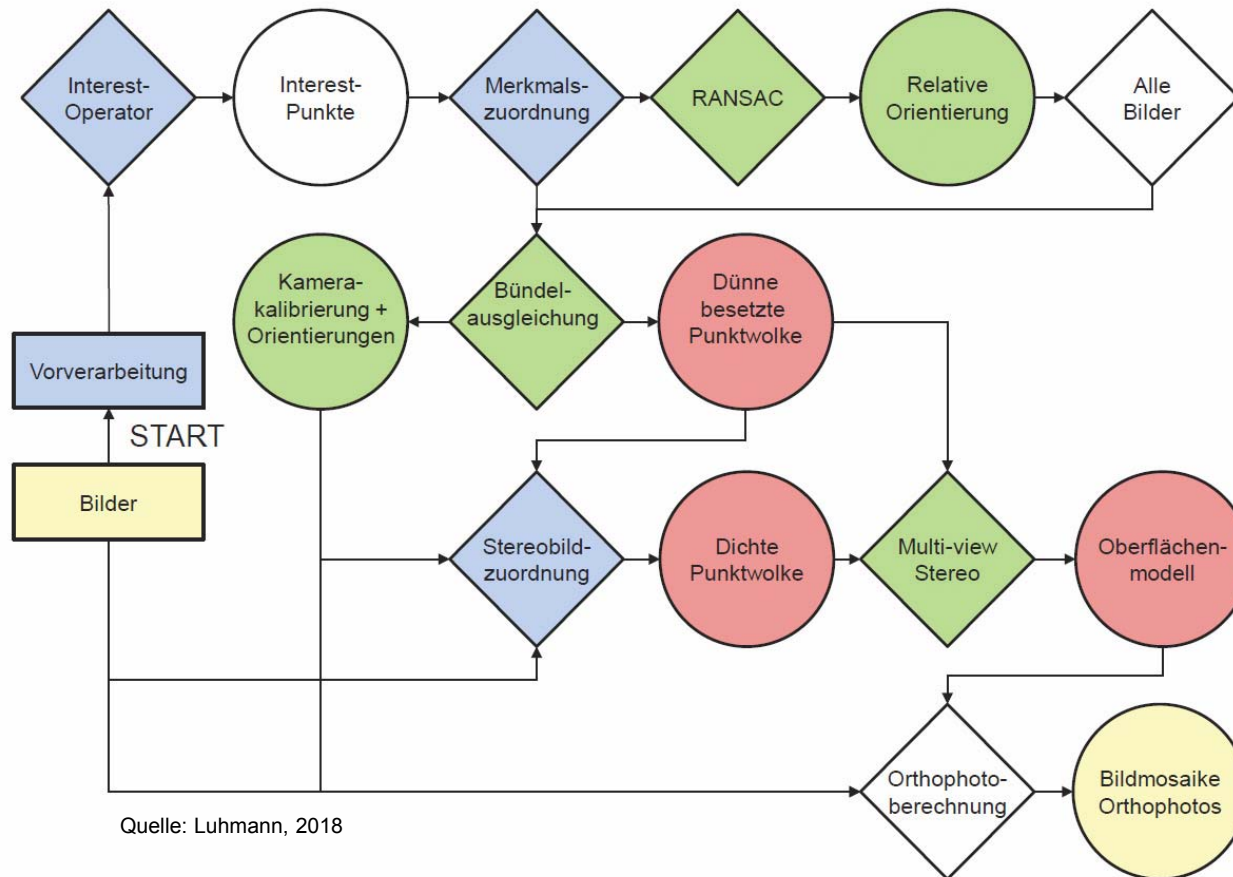 Interest-
Operator
Interest-
Punkte
Merkmals-
zuordnung
RANSAC
Relative
Orientierung
Alle
Bilder
Kamera-
kalibrierung +
Orientierungen
Bündel-
ausgleichung
Dünne
besetzte
Punktwolke
Vorverarbeitung
START
Bilder
Stereobild-
zuordnung
Dichte
Punktwolke
Multi-view
Stereo
Oberflächen-
modell
Orthophoto-
berechnung
Bildmosaike
Orthophotos
Quelle: Luhmann, 2018